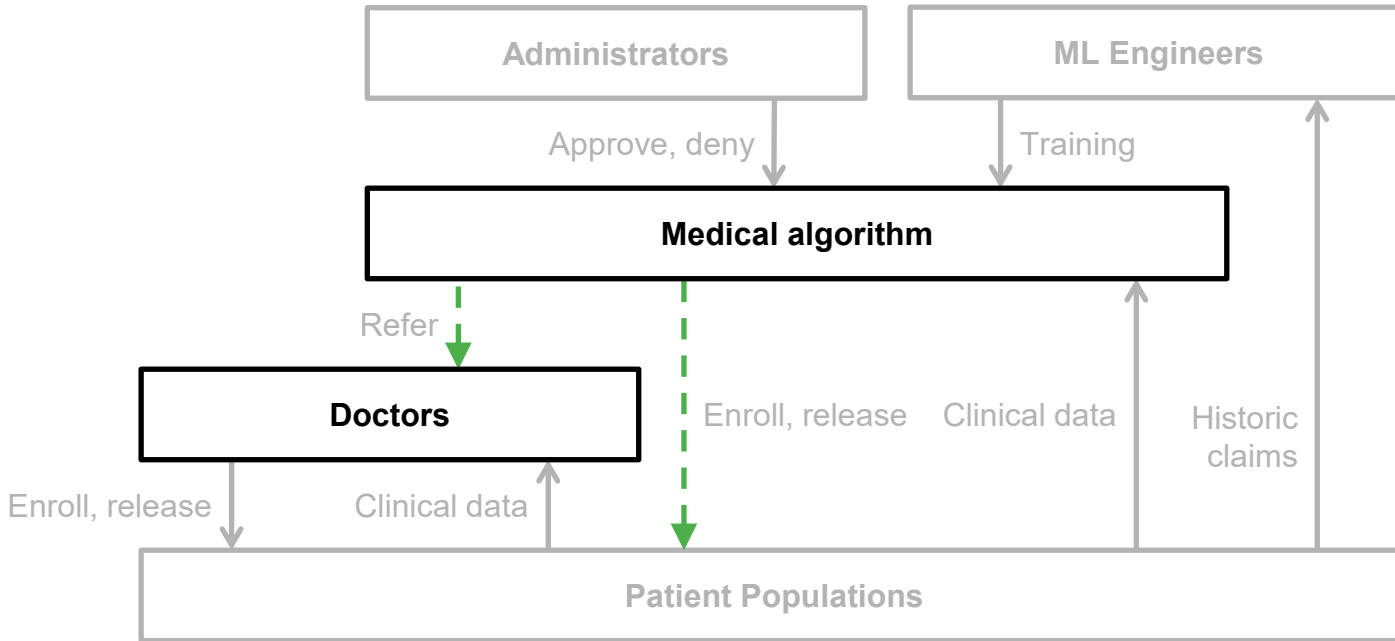 Administrators
ML Engineers
Approve, deny
Training
Medical algorithm
Refer
Doctors
Enroll, release
Clinical data
Historic
claims
Enroll, release
Clinical data
Patient Populations